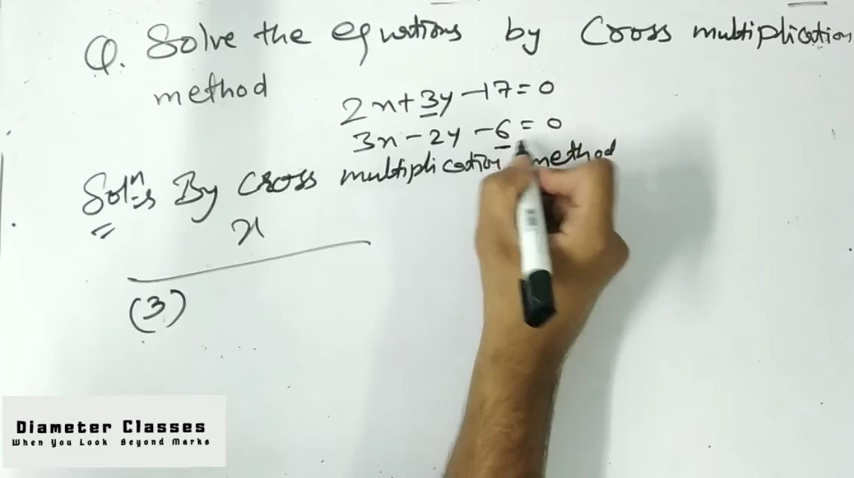 Q. Solve the equations by Cross multiplication
method
2x+3y-17=0
3x-2y-6=0
Solⁿ:→ By cross multiplication method
x
(3)
Diameter Classes
When You Look Beyond Marks